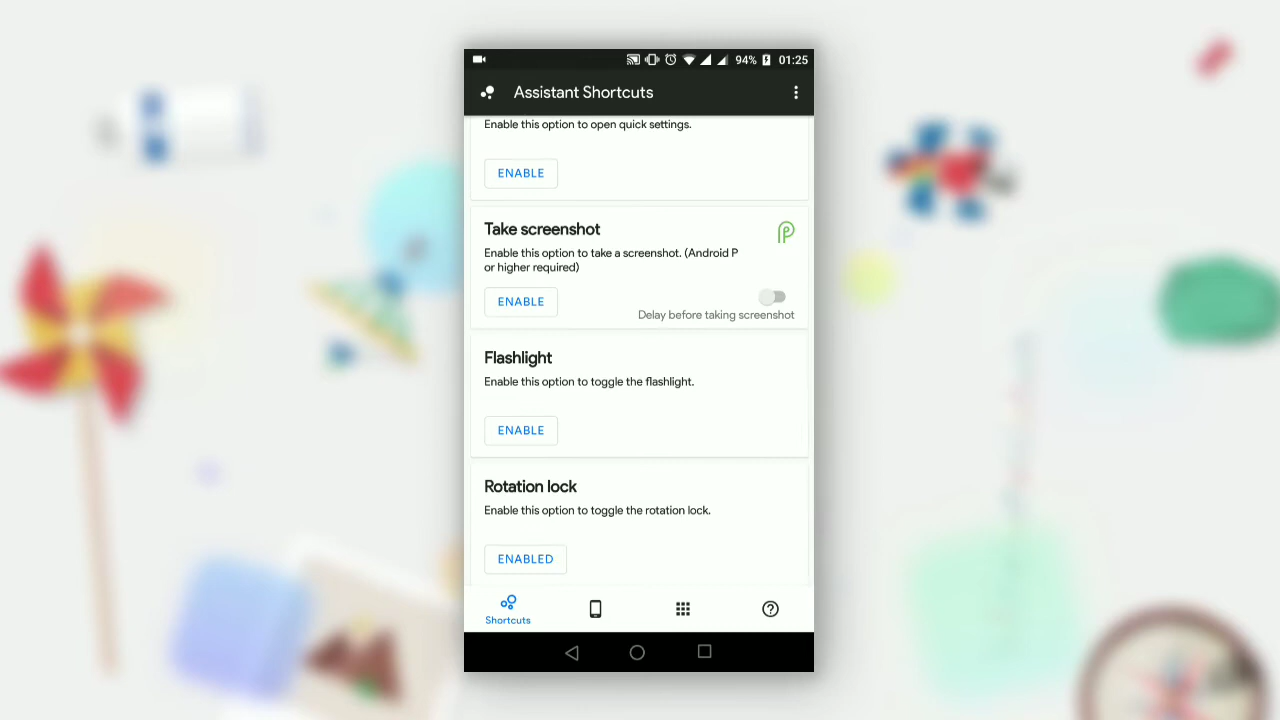 94% 01:25
Assistant Shortcuts
Enable this option to open quick settings.
ENABLE
Take screenshot
Enable this option to take a screenshot. (Android P
or higher required)
ENABLE
Delay before taking screenshot
Flashlight
Enable this option to toggle the flashlight.
ENABLE
Rotation lock
Enable this option to toggle the rotation lock.
ENABLED
Shortcuts